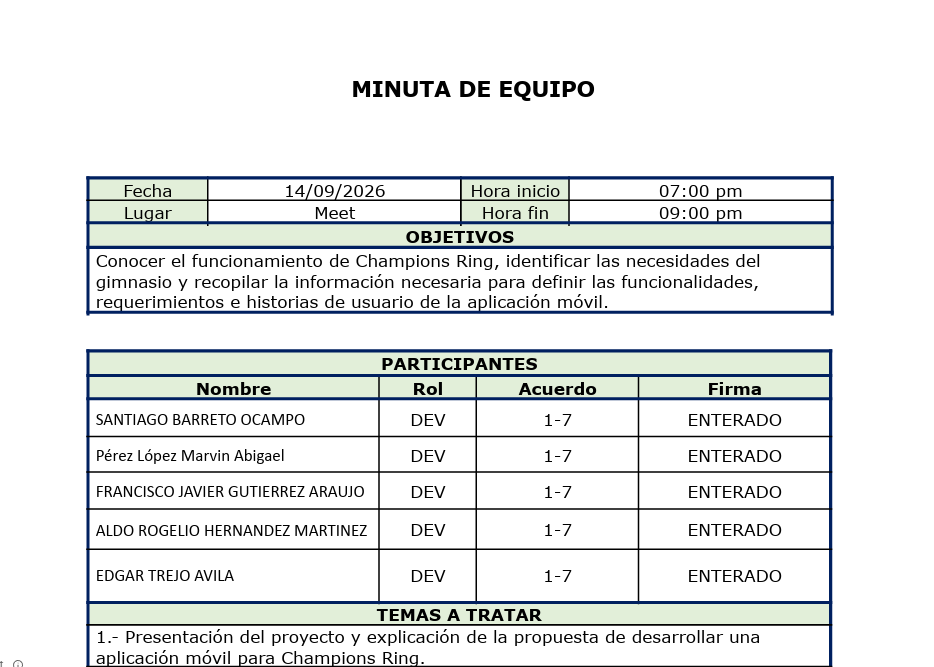 MINUTA DE EQUIPO
Fecha 14/09/2026 Hora inicio 07:00 pm
Lugar Meet Hora fin 09:00 pm
OBJETIVOS
Conocer el funcionamiento de Champions Ring, identificar las necesidades del
gimnasio y recopilar la información necesaria para definir las funcionalidades,
requerimientos e historias de usuario de la aplicación móvil.
PARTICIPANTES
Nombre Rol Acuerdo Firma
SANTIAGO BARRETO OCAMPO DEV 1-7 ENTERADO
Pérez López Marvin Abigael DEV 1-7 ENTERADO
FRANCISCO JAVIER GUTIERREZ ARAUJO DEV 1-7 ENTERADO
ALDO ROGELIO HERNANDEZ MARTINEZ DEV 1-7 ENTERADO
EDGAR TREJO AVILA DEV 1-7 ENTERADO
TEMAS A TRATAR
1.- Presentación del proyecto y explicación de la propuesta de desarrollar una
aplicación móvil para Champions Ring.